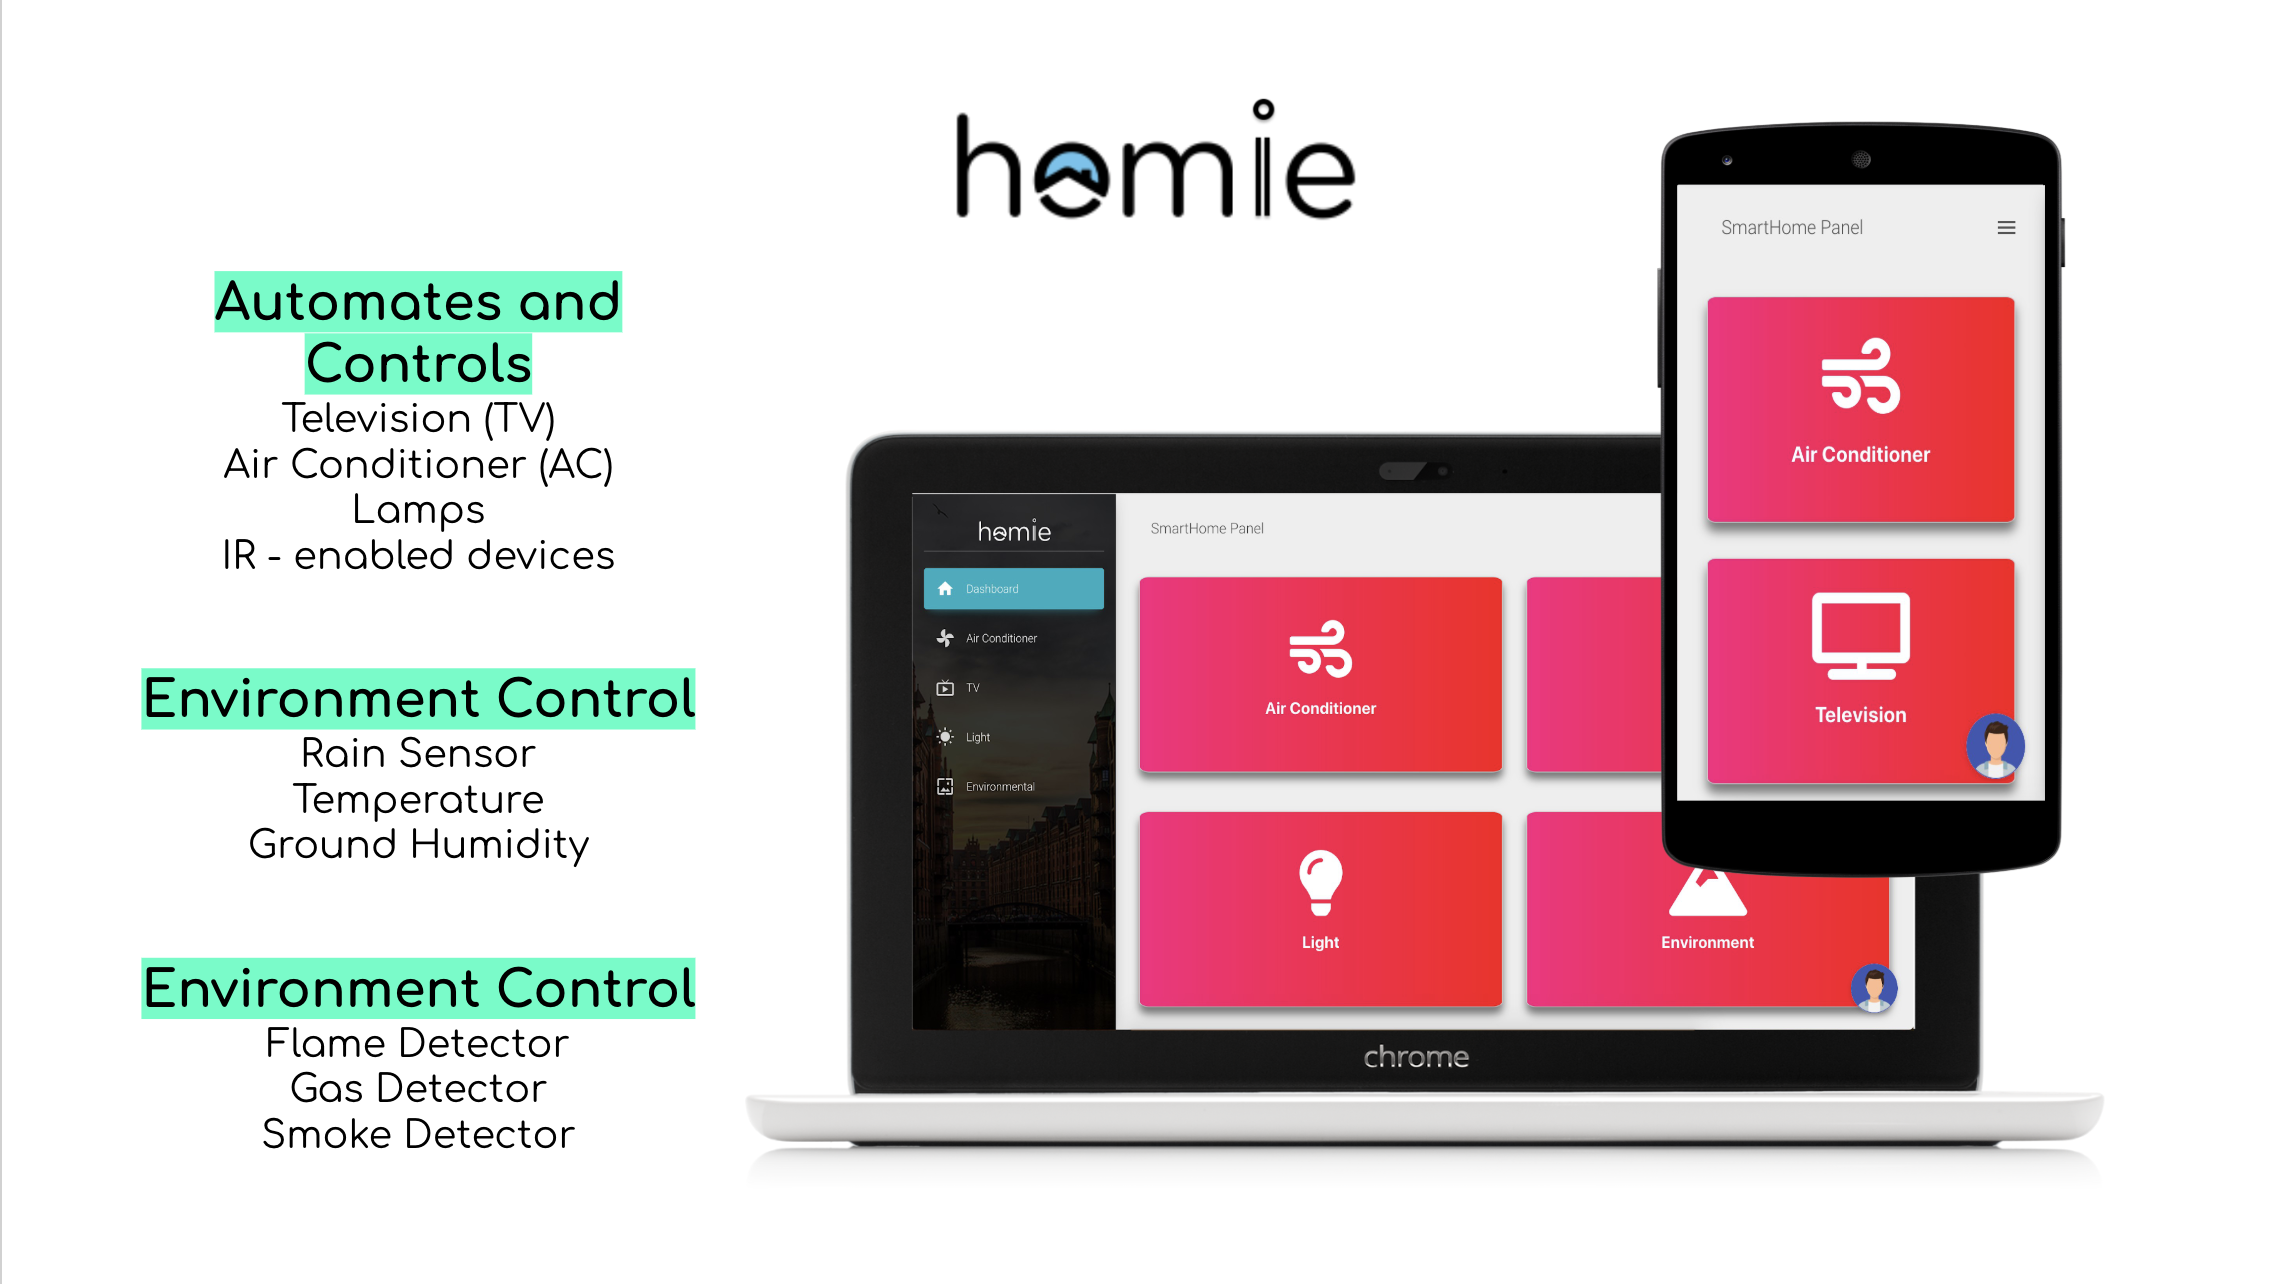 homie
Automates and
Controls
Television (TV)
Air Conditioner (AC)
Lamps
IR - enabled devices
Environment Control
Rain Sensor
Temperature
Ground Humidity
Environment Control
Flame Detector
Gas Detector
Smoke Detector
homie
Dashboard
Air Conditioner
TV
Light
Environmental
SmartHome Panel
Air Conditioner
Light
Environment
chrome
SmartHome Panel
Air Conditioner
Television